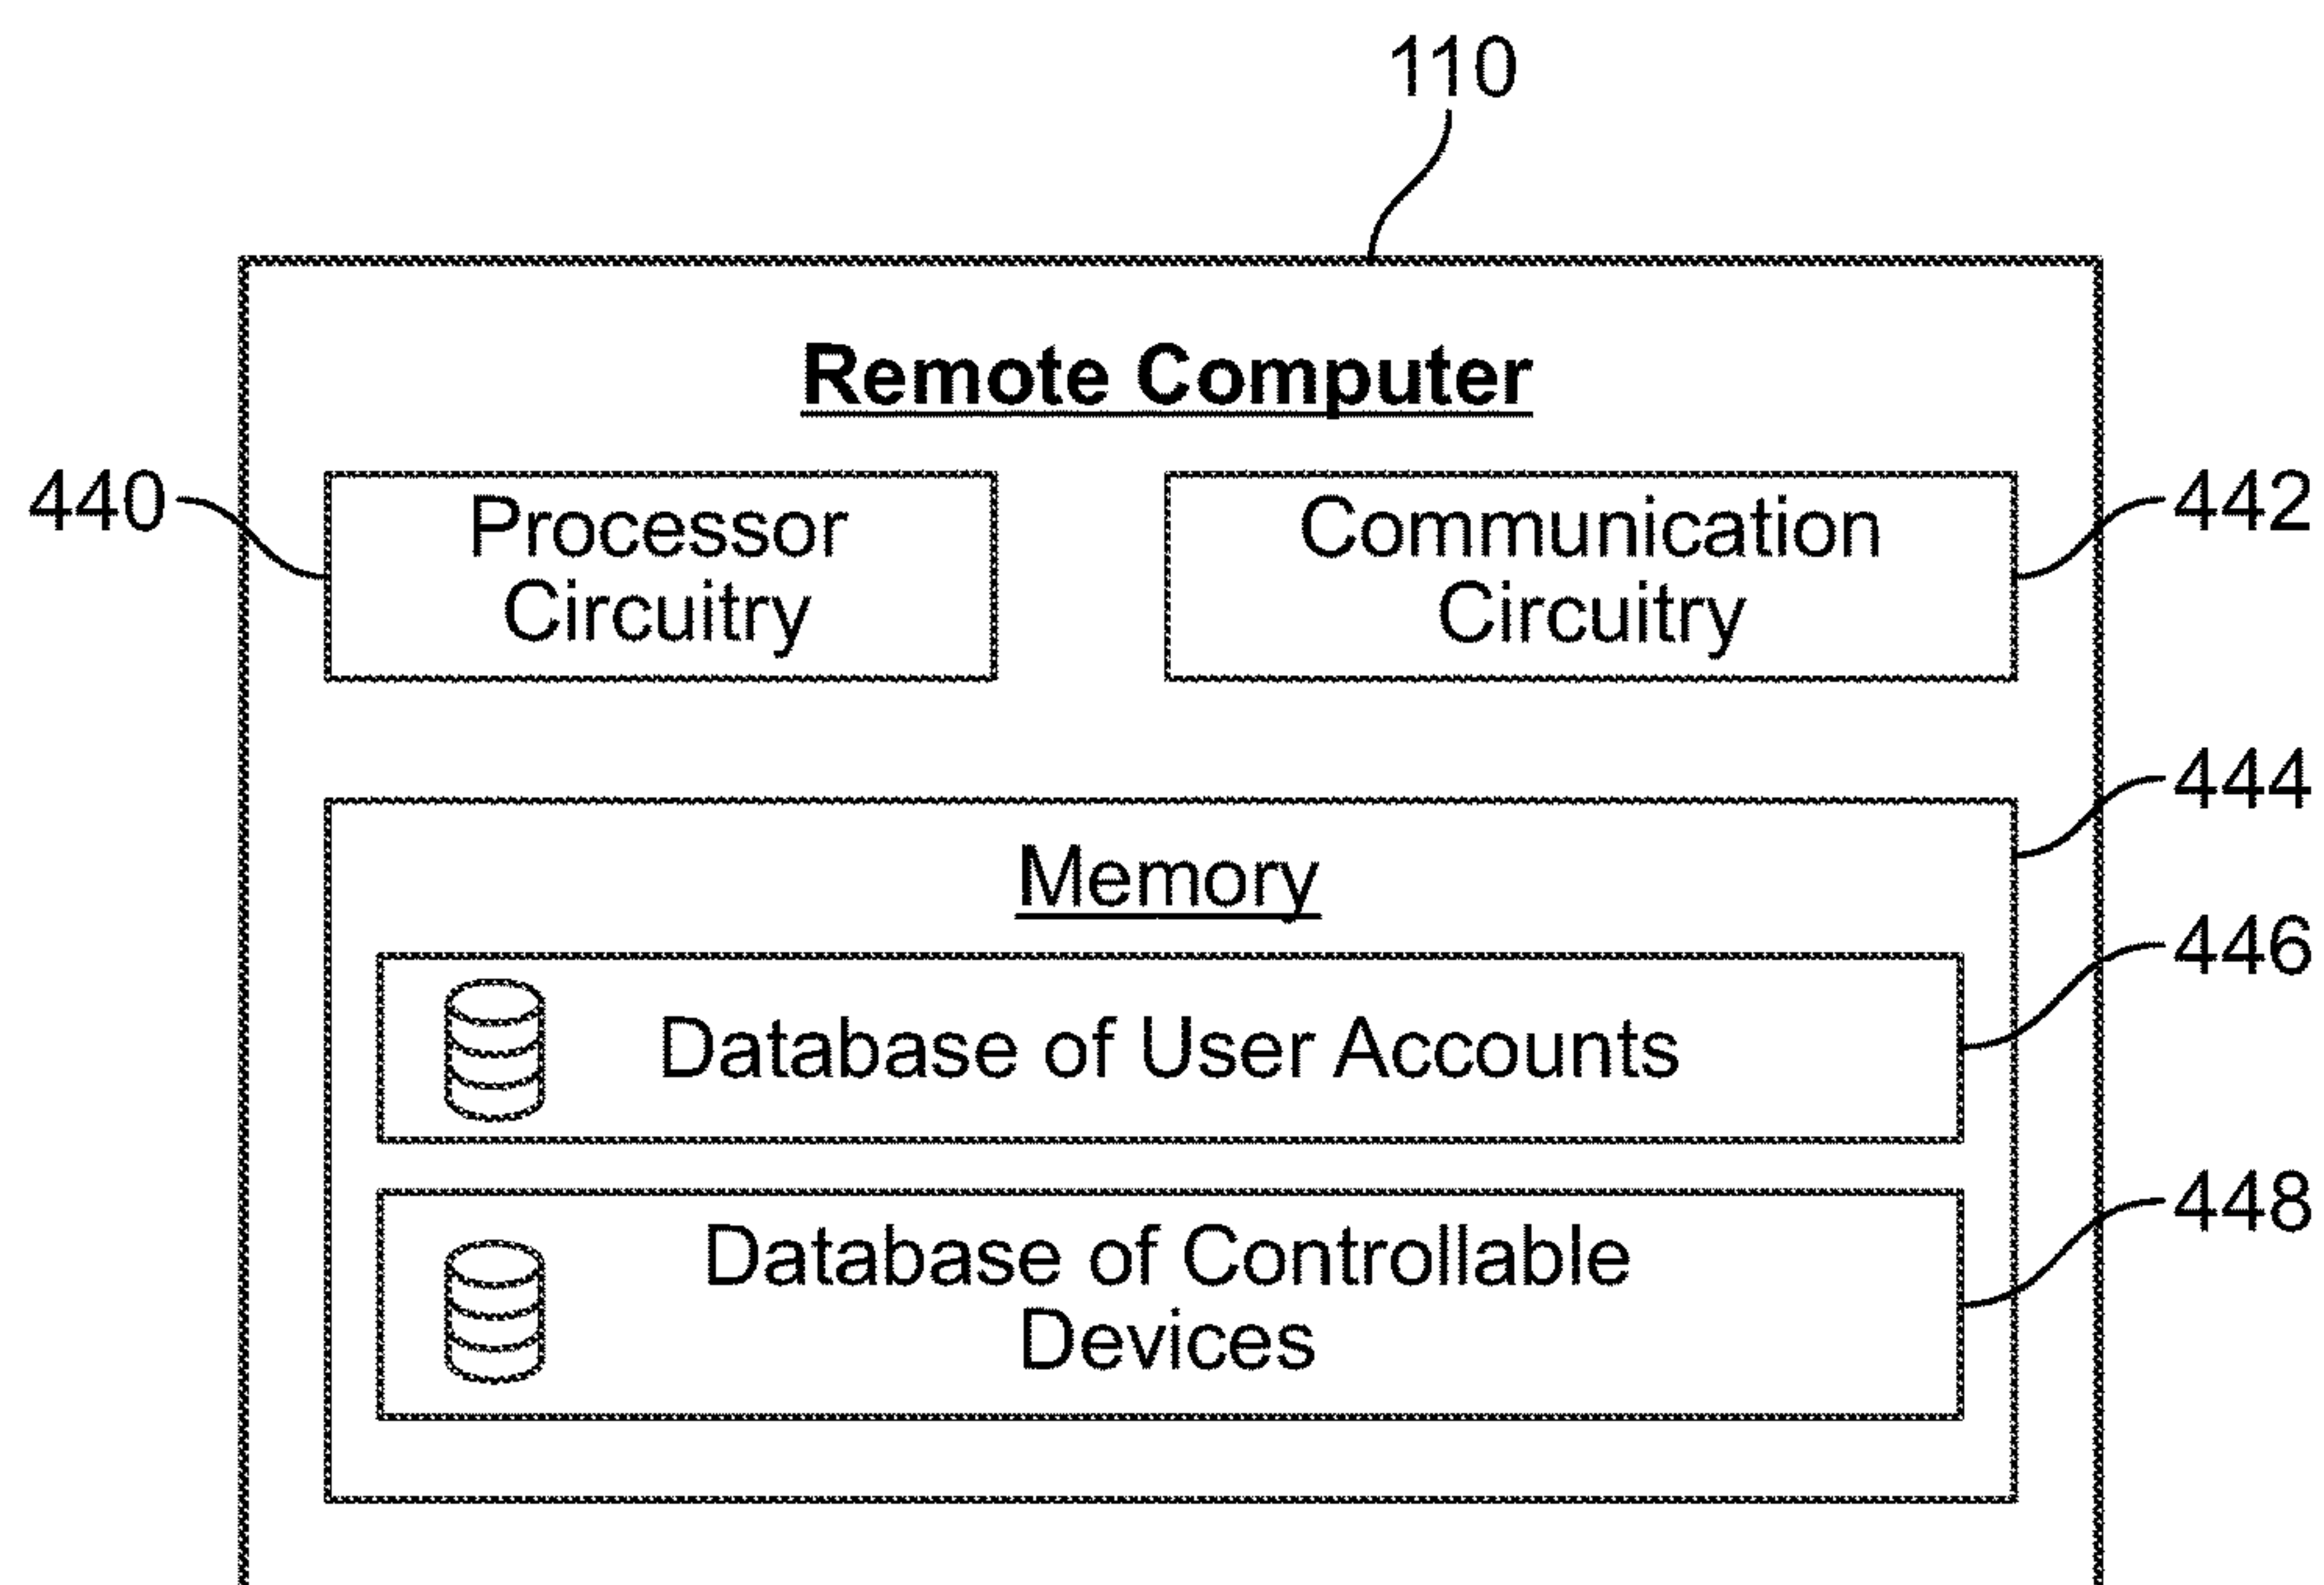 110
Remote Computer
440
Processor
Circuitry
Communication
Circuitry
442
444
Memory
446
Database of User Accounts
448
Database of Controllable
Devices